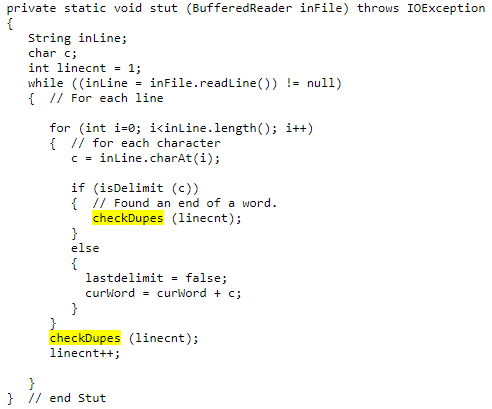 private static void stut (BufferedReader inFile) throws IOException
{
   String inLine;
   char c;
   int linecnt = 1;
   while ((inLine = inFile.readLine()) != null)
   {  // For each line

      for (int i=0; i<inLine.length(); i++)
      {  // for each character
         c = inLine.charAt(i);

         if (isDelimit (c))
         {  // Found an end of a word.
            checkDupes (linecnt);
         }
         else
         {
           lastdelimit = false;
           curWord = curWord + c;
         }
      }
      checkDupes (linecnt);
      linecnt++;

   }
}  // end Stut